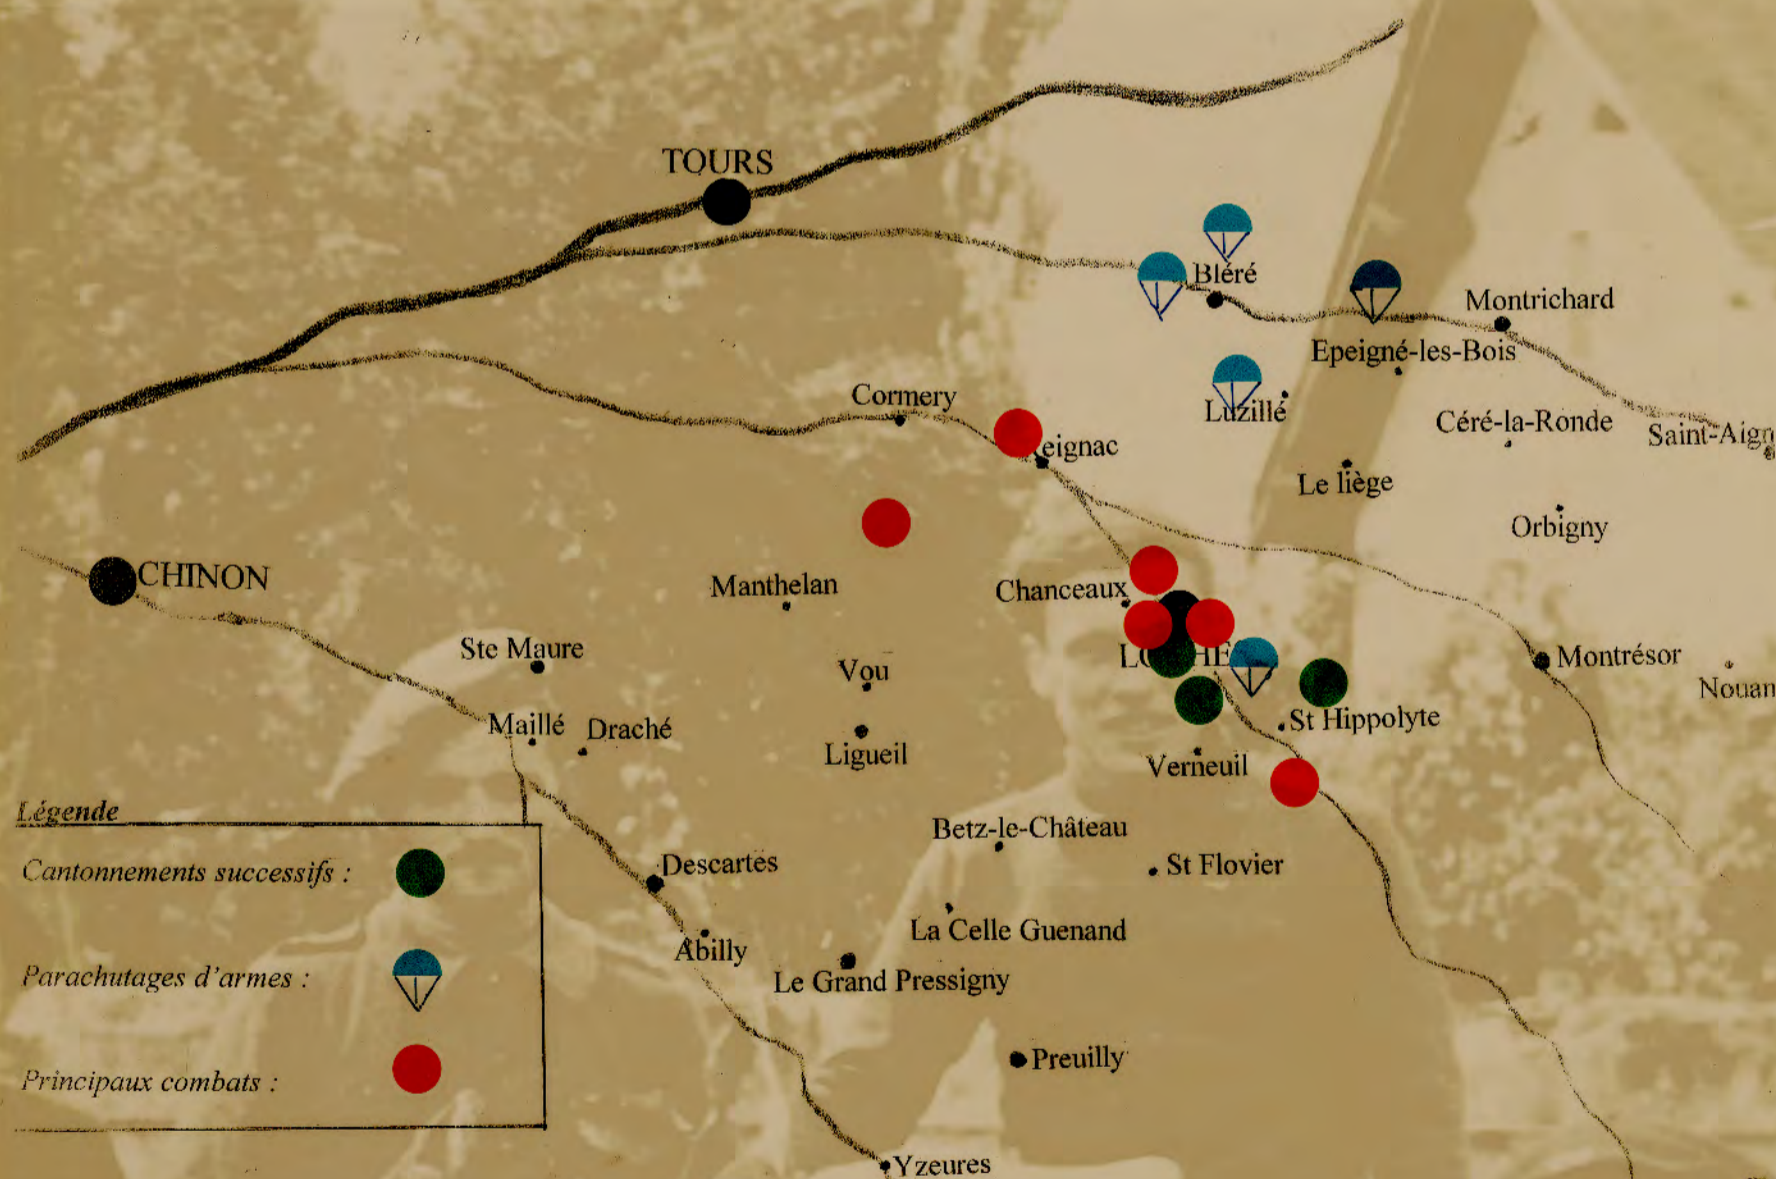 TOURS
Bléré
Montrichard
Epeigné-les-Bois
Cormery
Luzillé
Céré-la-Ronde
Saint-Aign
eignac
Le liège
Orbigny
CHINON
Manthelan
Chanceaux
Ste Maure
Vou
LO HE
Montrésor
Nouan
Maillé
Draché
St Hippolyte
Ligueil
Verneuil
Légende
Betz-le-Château
Cantonnements successifs :
Descartes
St Flovier
La Celle Guenand
Abilly
Parachutages d'armes :
Le Grand Pressigny
Preuilly
Principaux combats :
Yzeures